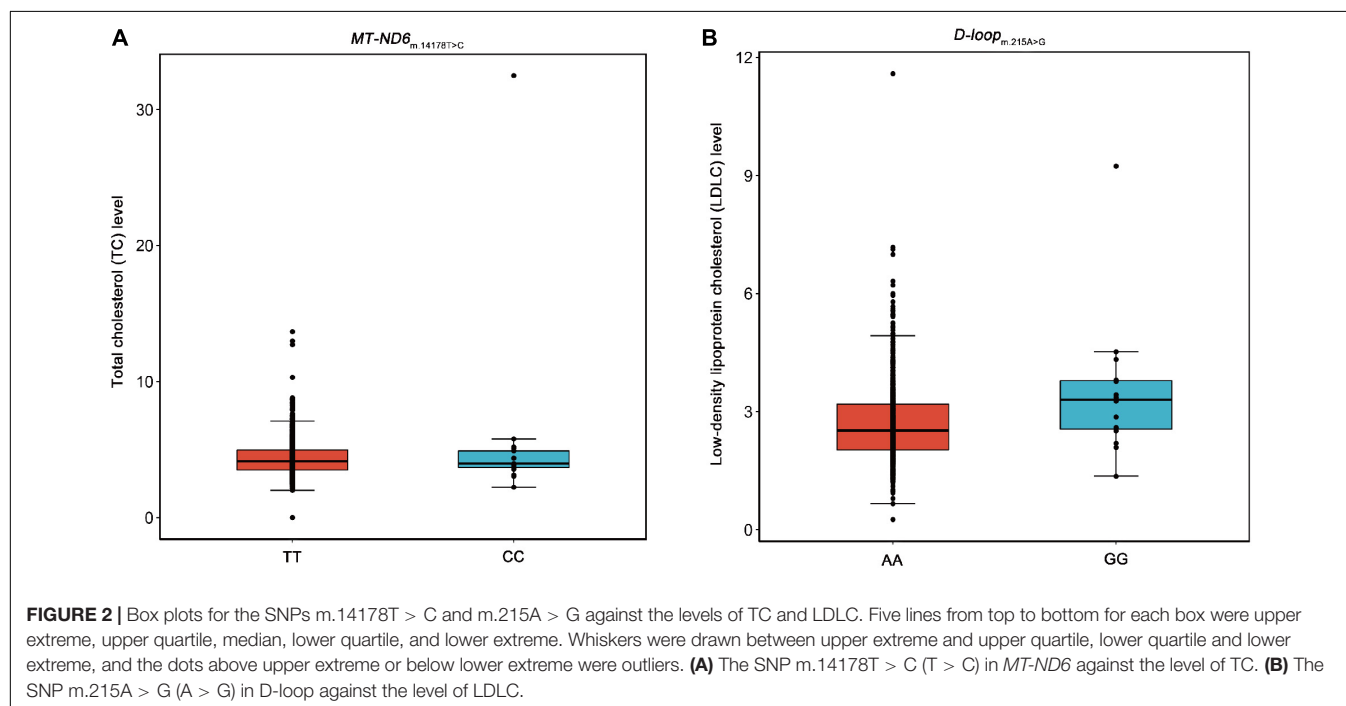 A
MT-ND6m.14178T>C
Total cholesterol (TC) level
30
20
10
0
TT
CC
B
D-loopm.215A>G
Low-density lipoprotein cholesterol (LDLC) level
12
9
6
3
0
AA
GG
FIGURE 2 | Box plots for the SNPs m.14178T > C and m.215A > G against the levels of TC and LDLC. Five lines from top to bottom for each box were upper
extreme, upper quartile, median, lower quartile, and lower extreme. Whiskers were drawn between upper extreme and upper quartile, lower quartile and lower
extreme, and the dots above upper extreme or below lower extreme were outliers. (A) The SNP m.14178T > C (T > C) in MT-ND6 against the level of TC. (B) The
SNP m.215A > G (A > G) in D-loop against the level of LDLC.